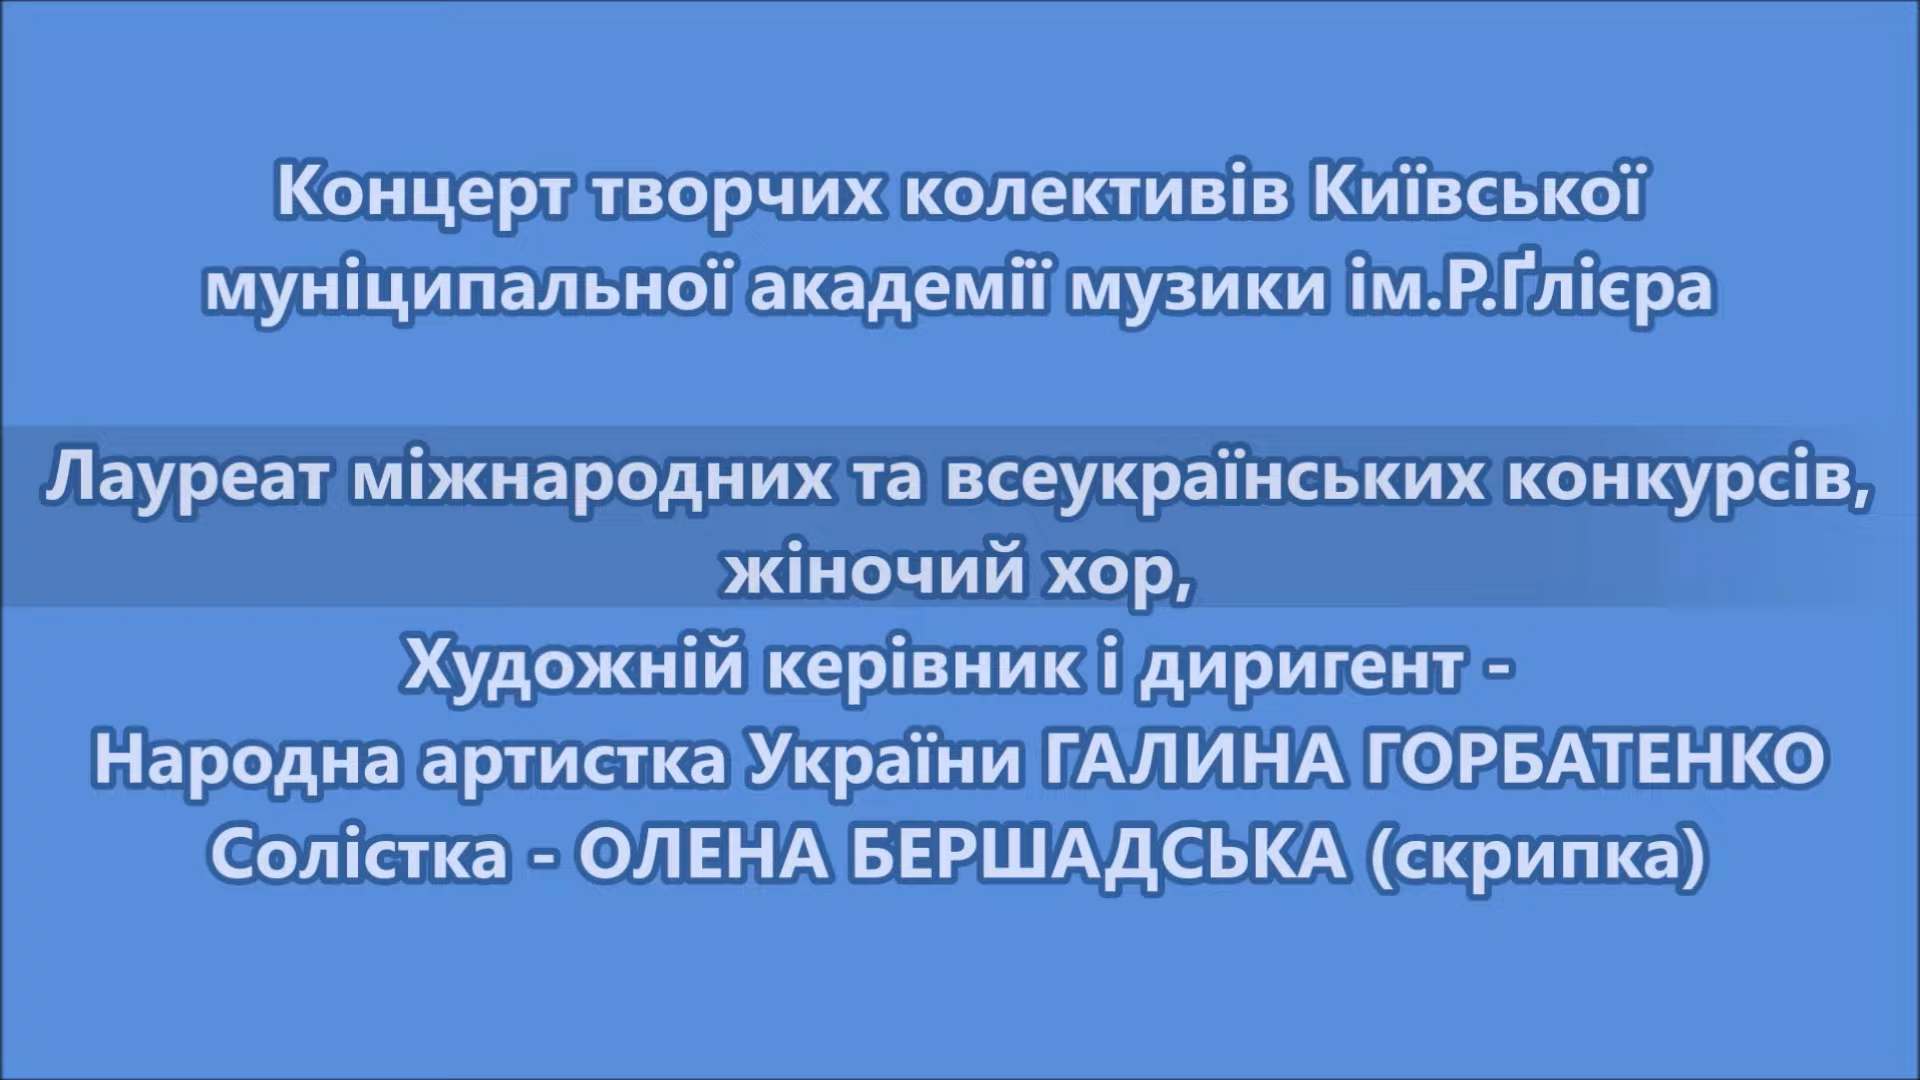 Концерт творчих колективів Київської
муніципальної академії музики ім.Р.Ґлієра
Лауреат міжнародних та всеукраїнських конкурсів,
жіночий хор,
Художній керівник і диригент -
Народна артистка України ГАЛИНА ГОРБАТЕНКО
Солістка - ОЛЕНА БЕРШАДСЬКА (скрипка)